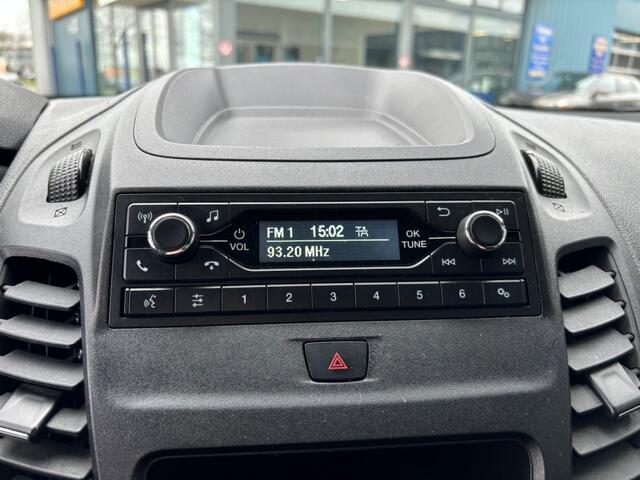 FM 1 15:02 TA
93.20 MHz
VOL
OK
TUNE
1 2 3 4 5 6